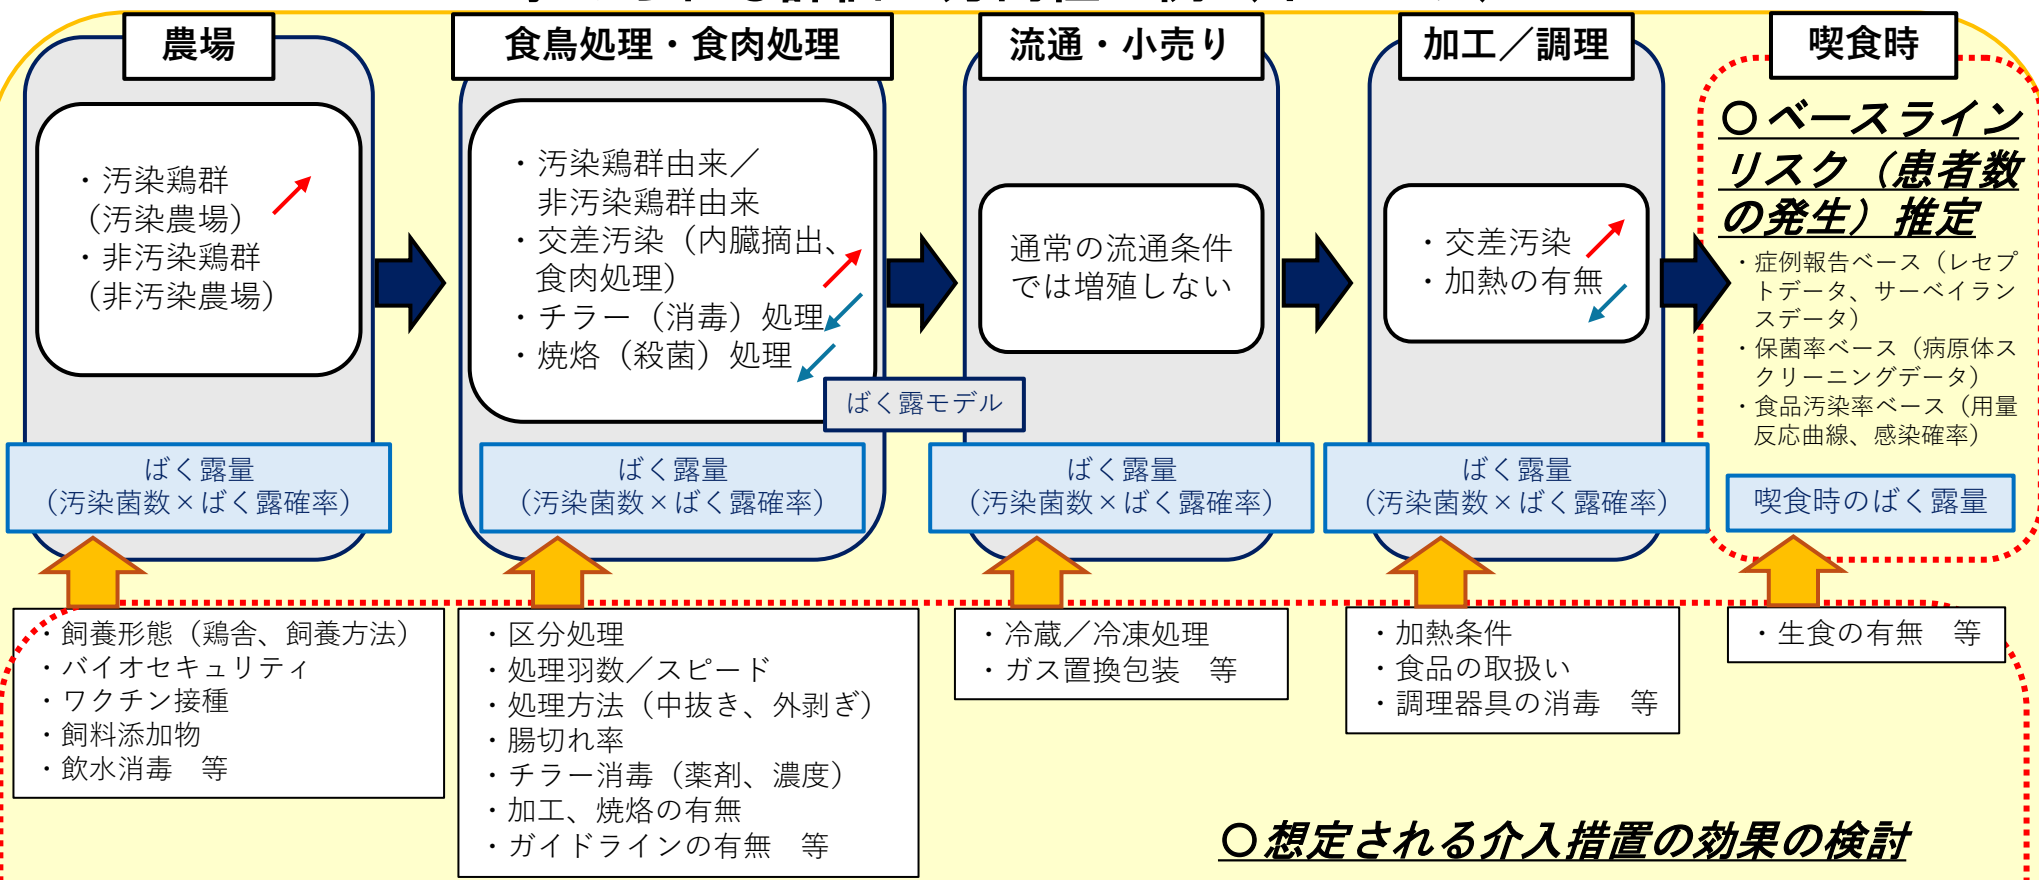 農場
・汚染鶏群
（汚染農場）
・非汚染鶏群
（非汚染農場）
ばく露量
（汚染菌数×ばく露確率）
・飼養形態（鶏舎、飼養方法）
・バイオセキュリティ
・ワクチン接種
・飼料添加物
・飲水消毒　等
食鳥処理・食肉処理
・汚染鶏群由来／
非汚染鶏群由来
・交差汚染（内臓摘出、
食肉処理）
・チラー（消毒）処理
・焼烙（殺菌）処理
ばく露モデル
ばく露量
（汚染菌数×ばく露確率）
・区分処理
・処理羽数／スピード
・処理方法（中抜き、外剥ぎ）
・腸切れ率
・チラー消毒（薬剤、濃度）
・加工、焼烙の有無
・ガイドラインの有無　等
流通・小売り
通常の流通条件
では増殖しない
ばく露量
（汚染菌数×ばく露確率）
・冷蔵／冷凍処理
・ガス置換包装　等
加工／調理
・交差汚染
・加熱の有無
ばく露量
（汚染菌数×ばく露確率）
・加熱条件
・食品の取扱い
・調理器具の消毒　等
喫食時
○ベースライン
リスク（患者数
の発生）推定
・症例報告ベース（レセプ
トデータ、サーベイラン
スデータ）
・保菌率ベース（病原体ス
クリーニングデータ）
・食品汚染率ベース（用量
反応曲線、感染確率）
喫食時のばく露量
・生食の有無　等
○想定される介入措置の効果の検討